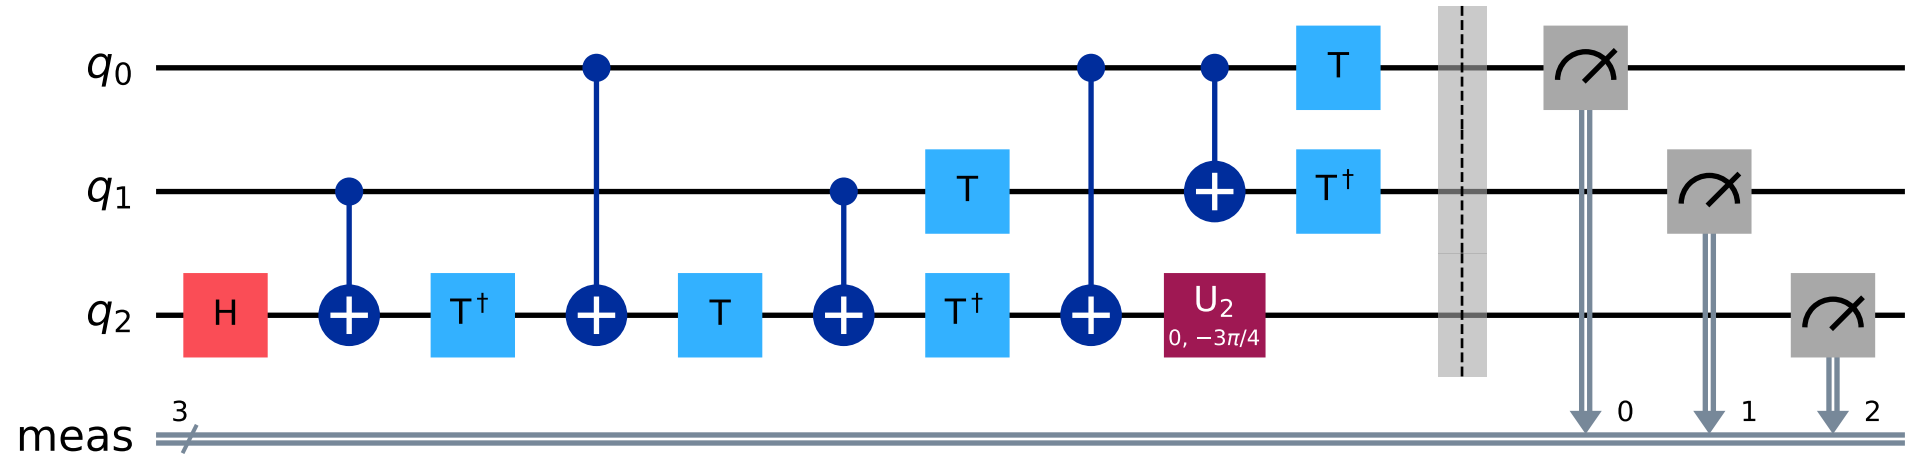 q0 T
q1 T T†
H T† T T† U2
q2 0, −3π/4
3 0 1 2
meas